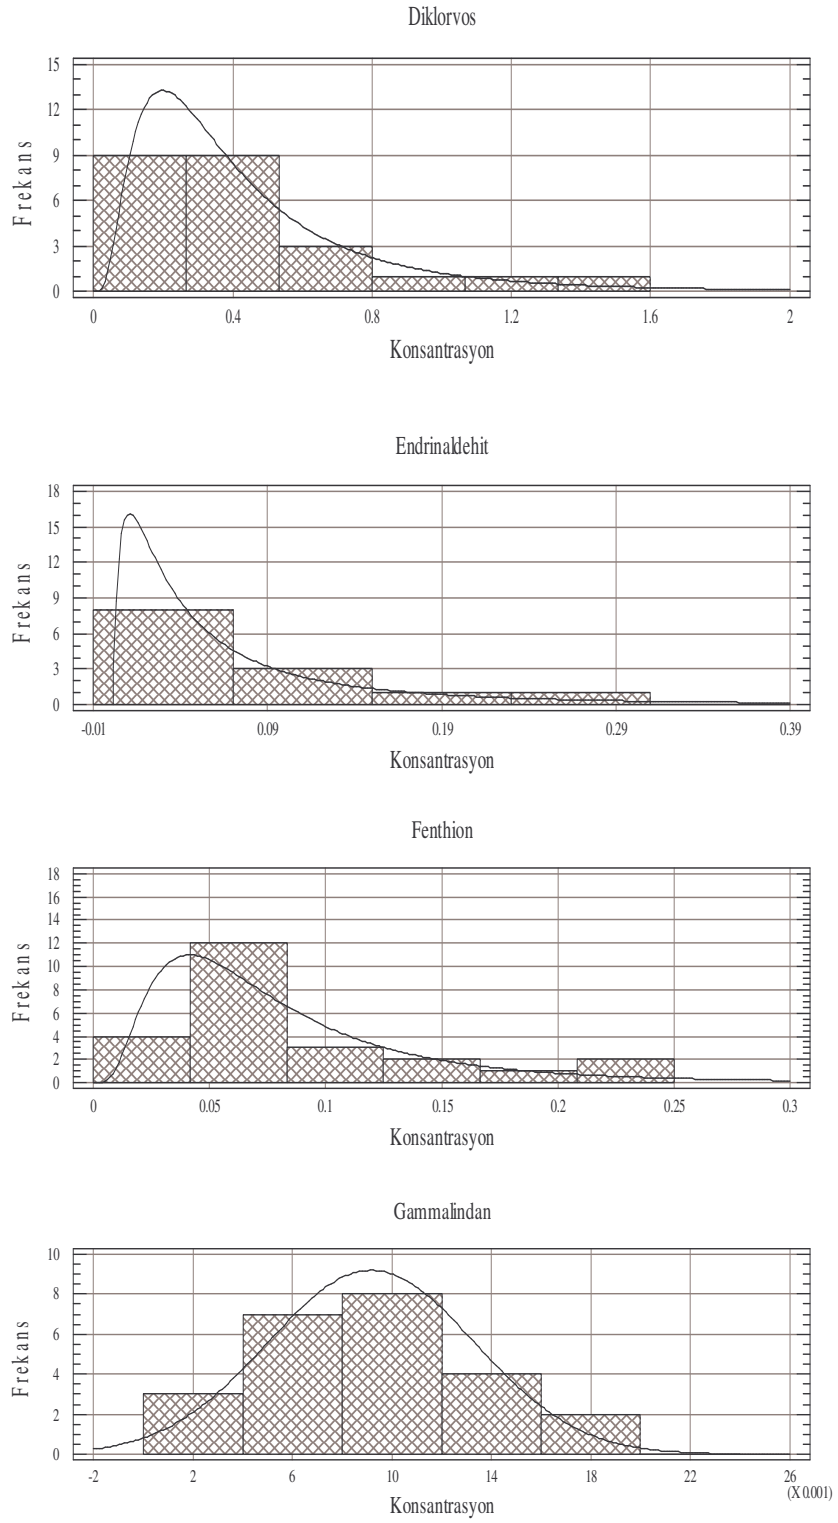 Diklorvos
15
12
9
6
3
0
Frekans
0 0.4 0.8 1.2 1.6 2
Konsantrasyon
Endrinaldehit
18
15
12
9
6
3
0
Frekans
-0.01 0.09 0.19 0.29 0.39
Konsantrasyon
Fenthion
18
16
14
12
10
8
6
4
2
0
Frekans
0 0.05 0.1 0.15 0.2 0.25 0.3
Konsantrasyon
Gammalindan
10
8
6
4
2
0
Frekans
-2 2 6 10 14 18 22 26
(X 0.001)
Konsantrasyon